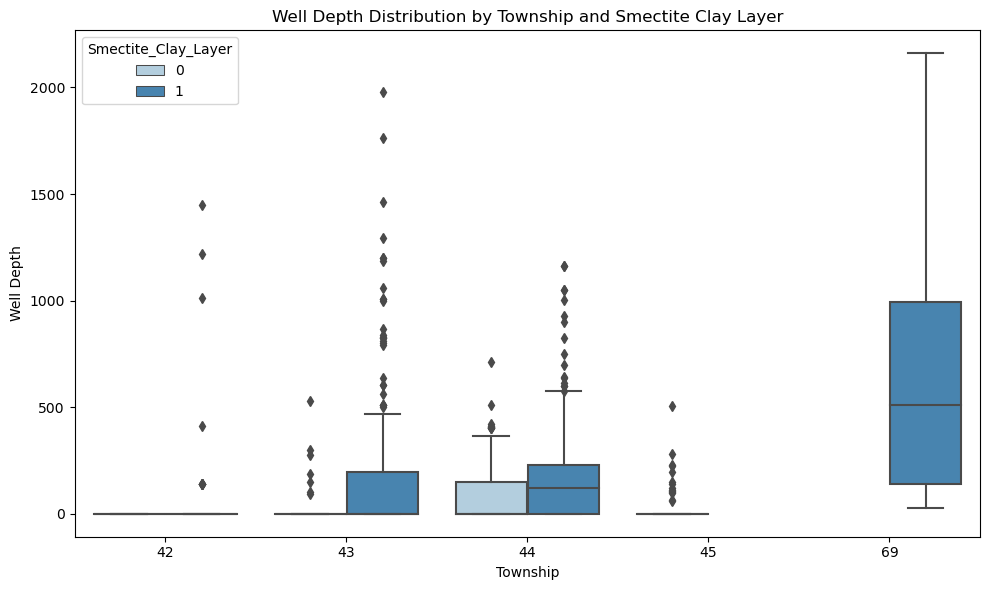 Well Depth Distribution by Township and Smectite Clay Layer
Smectite_Clay_Layer
0
1
2000
1500
1000
500
0
Well Depth
42 43 44 45 69
Township